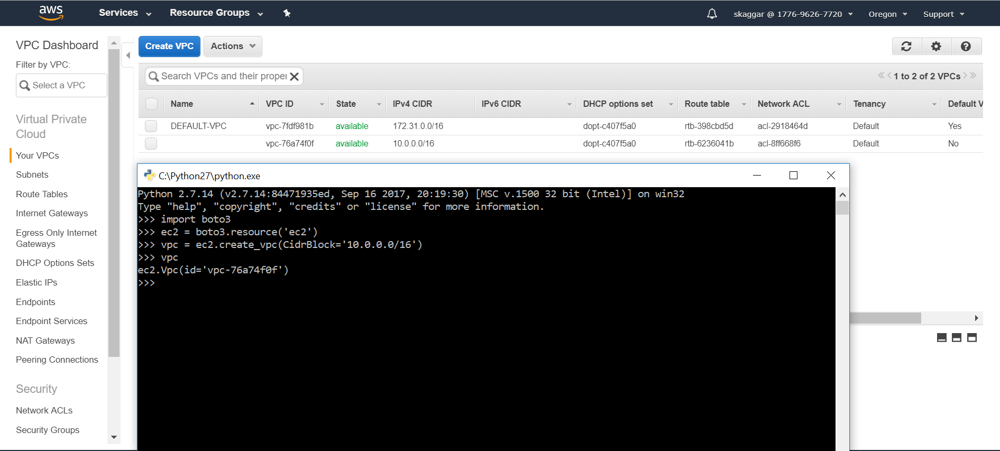 aws Services Resource Groups skaggar @ 1776-9626-7720 Oregon Support
VPC Dashboard
Filter by VPC:
Select a VPC
Virtual Private
Cloud
Your VPCs
Subnets
Route Tables
Internet Gateways
Egress Only Internet
Gateways
DHCP Options Sets
Elastic IPs
Endpoints
Endpoint Services
NAT Gateways
Peering Connections
Security
Network ACLs
Security Groups
Create VPC Actions
Search VPCs and their proper 1 to 2 of 2 VPCs
Name VPC ID State IPv4 CIDR IPv6 CIDR DHCP options set Route table Network ACL Tenancy Default V
DEFAULT-VPC vpc-7fdf981b available 172.31.0.0/16 dopt-c407f5a0 rtb-398cbd5d acl-2918464d Default Yes
vpc-76a74f0f available 10.0.0.0/16 dopt-c407f5a0 rtb-6236041b acl-8ff668f6 Default No
C:\Python27\python.exe
Python 2.7.14 (v2.7.14:84471935ed, Sep 16 2017, 20:19:30) [MSC v.1500 32 bit (Intel)] on win32
Type "help", "copyright", "credits" or "license" for more information.
>>> import boto3
>>> ec2 = boto3.resource('ec2')
>>> vpc = ec2.create_vpc(CidrBlock='10.0.0.0/16')
>>> vpc
ec2.Vpc(id='vpc-76a74f0f')
>>>